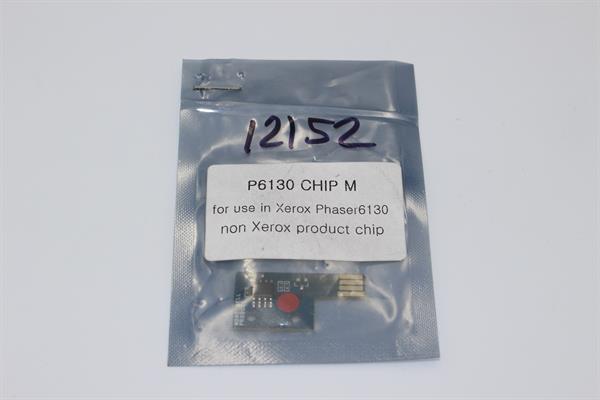 12152
P6130 CHIP M
for use in Xerox Phaser6130
non Xerox product chip